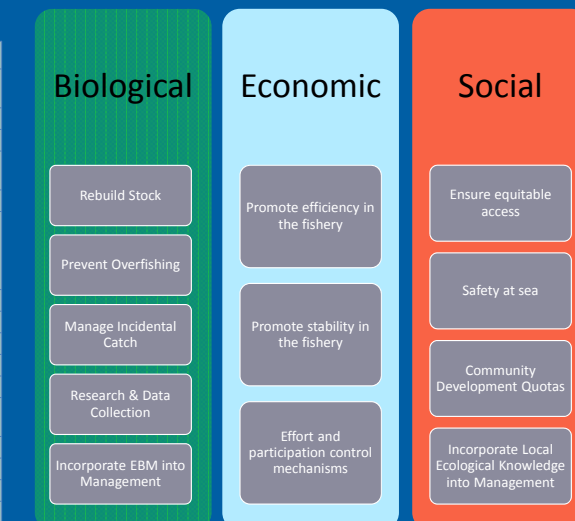 Biological
Rebuild Stock
Prevent Overfishing
Manage Incidental
Catch
Research & Data
Collection
Incorporate EBM into
Management
Economic
Promote efficiency in
the fishery
Promote stability in
the fishery
Effort and
participation control
mechanisms
Social
Ensure equitable
access
Safety at sea
Community
Development Quotas
Incorporate Local
Ecological Knowledge
into Management